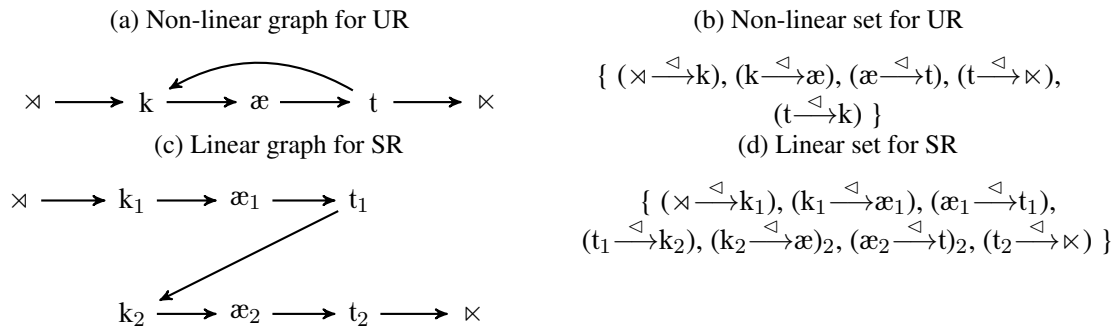 (a) Non-linear graph for UR
⋊ k æ t ⋉
(c) Linear graph for SR
⋊ k₁ æ₁ t₁
k₂ æ₂ t₂ ⋉
(b) Non-linear set for UR
{ (⋊ –◁→ k), (k –◁→ æ), (æ –◁→ t), (t –◁→ ⋉),
(t –◁→ k) }
(d) Linear set for SR
{ (⋊ –◁→ k₁), (k₁ –◁→ æ₁), (æ₁ –◁→ t₁),
(t₁ –◁→ k₂), (k₂ –◁→ æ)₂, (æ₂ –◁→ t)₂, (t₂ –◁→ ⋉) }